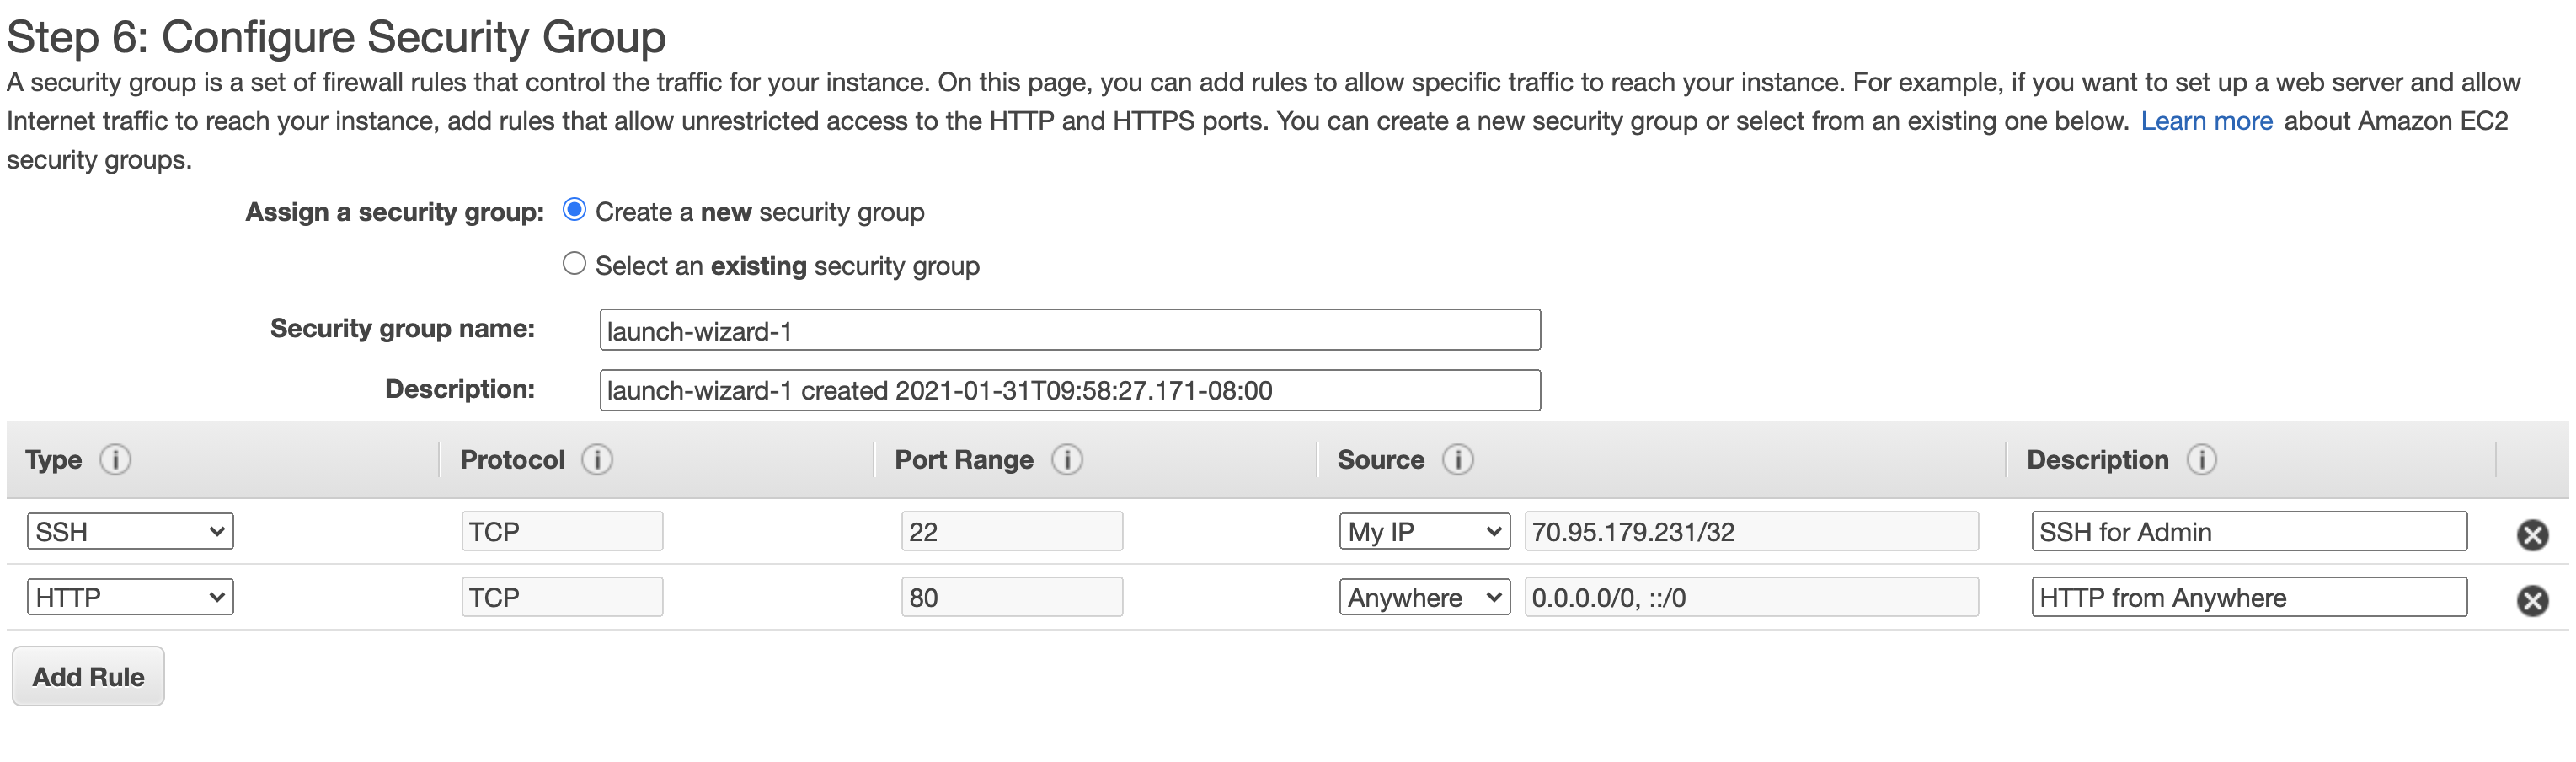 Step 6: Configure Security Group
A security group is a set of firewall rules that control the traffic for your instance. On this page, you can add rules to allow specific traffic to reach your instance. For example, if you want to set up a web server and allow
Internet traffic to reach your instance, add rules that allow unrestricted access to the HTTP and HTTPS ports. You can create a new security group or select from an existing one below. Learn more about Amazon EC2
security groups.
Assign a security group: Create a new security group
Select an existing security group
Security group name: launch-wizard-1
Description: launch-wizard-1 created 2021-01-31T09:58:27.171-08:00
Type Protocol Port Range Source Description
SSH TCP 22 My IP 70.95.179.231/32 SSH for Admin
HTTP TCP 80 Anywhere 0.0.0.0/0, ::/0 HTTP from Anywhere
Add Rule